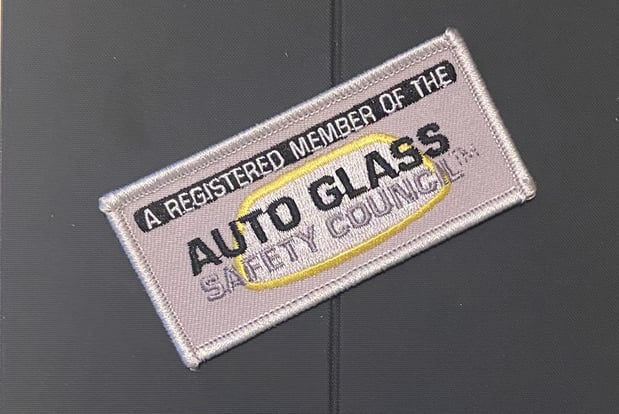 A REGISTERED MEMBER OF THE
AUTO GLASS
SAFETY COUNCIL™